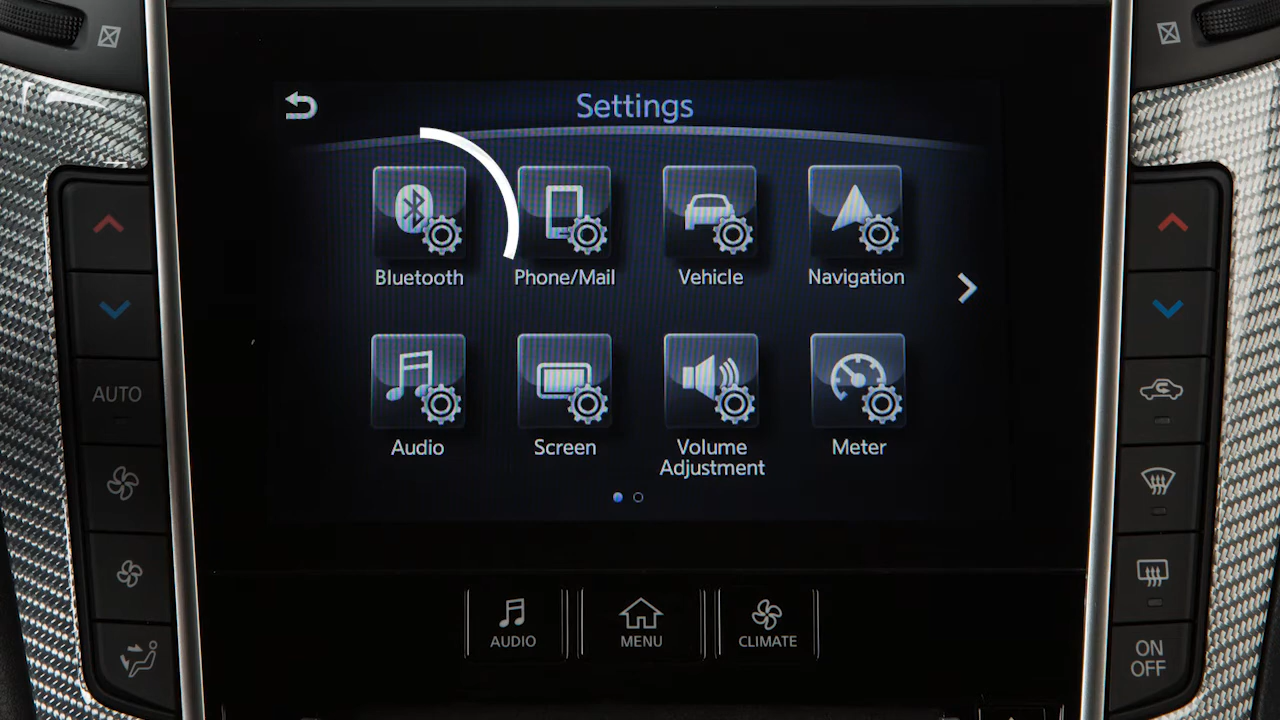 Settings
Bluetooth
Phone/Mail
Vehicle
Navigation
Audio
Screen
Volume
Adjustment
Meter
AUTO
AUDIO
MENU
CLIMATE
ON
OFF